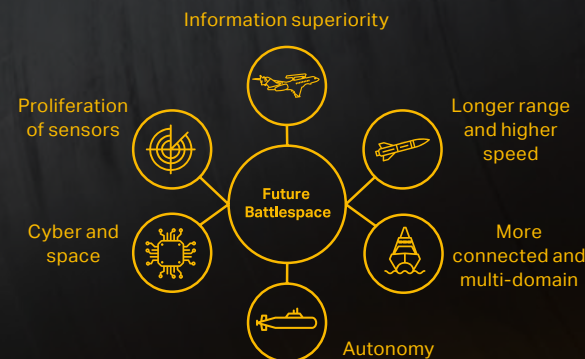 Information superiority
Proliferation
of sensors
Longer range
and higher
speed
Future
Battlespace
Cyber and
space
More
connected and
multi-domain
Autonomy